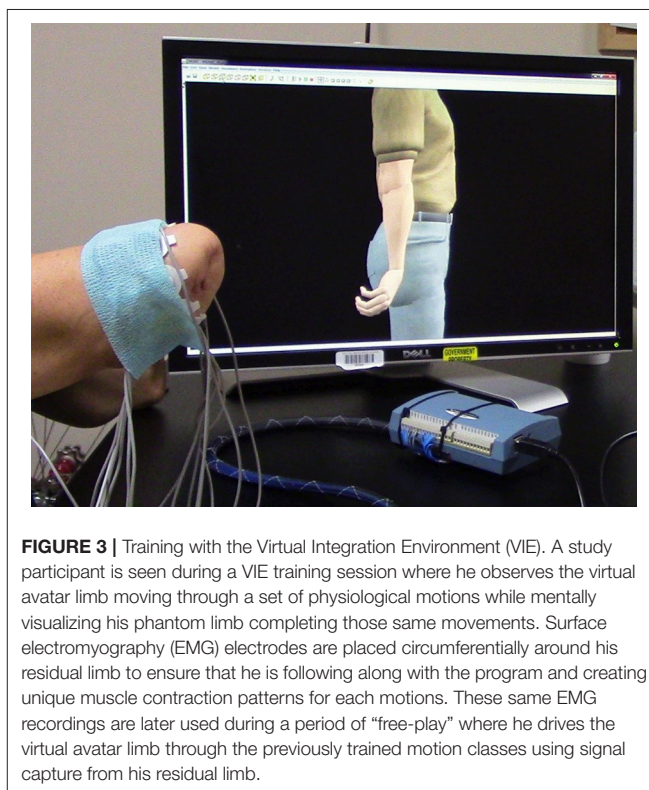 DELL
GOVERNMENT
PROPERTY
FIGURE 3 | Training with the Virtual Integration Environment (VIE). A study
participant is seen during a VIE training session where he observes the virtual
avatar limb moving through a set of physiological motions while mentally
visualizing his phantom limb completing those same movements. Surface
electromyography (EMG) electrodes are placed circumferentially around his
residual limb to ensure that he is following along with the program and creating
unique muscle contraction patterns for each motions. These same EMG
recordings are later used during a period of “free-play” where he drives the
virtual avatar limb through the previously trained motion classes using signal
capture from his residual limb.